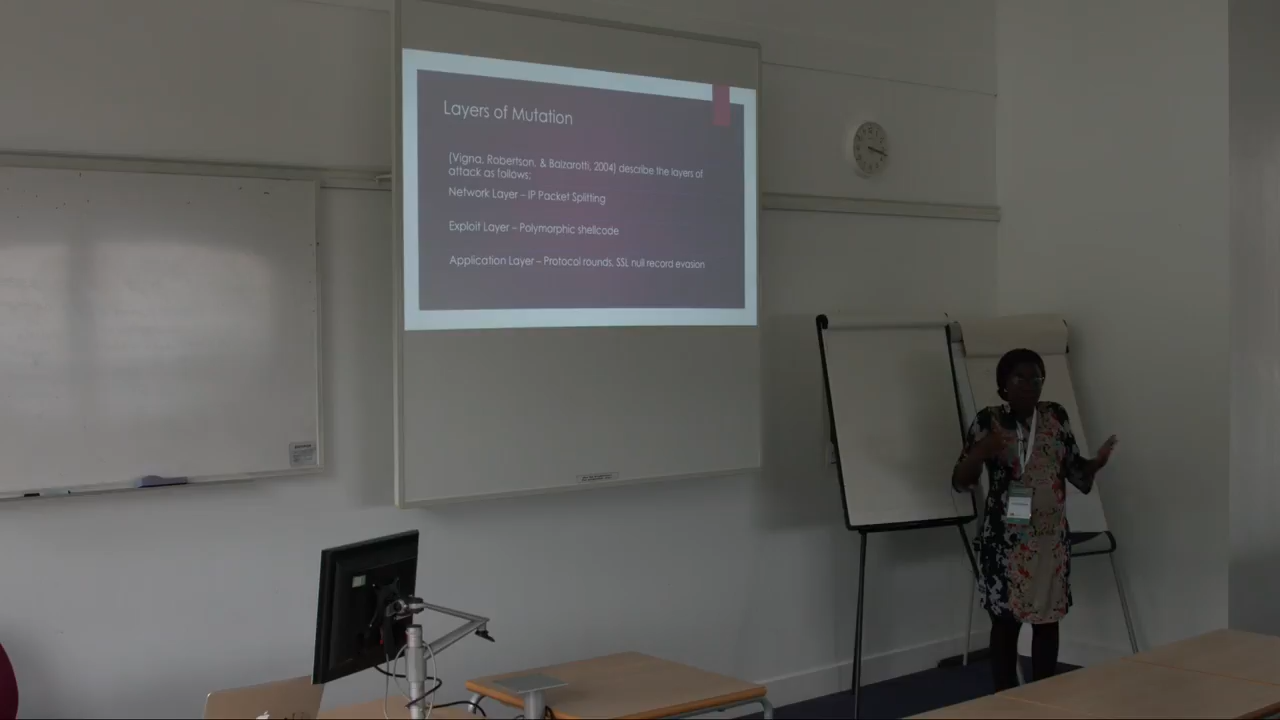 Layers of Mutation
(Vigna, Robertson, & Balzarotti, 2004) describe the layers of
attack as follows:
Network Layer – IP Packet Splitting
Exploit Layer – Polymorphic shellcode
Application Layer – Protocol rounds, SSL null record evasion